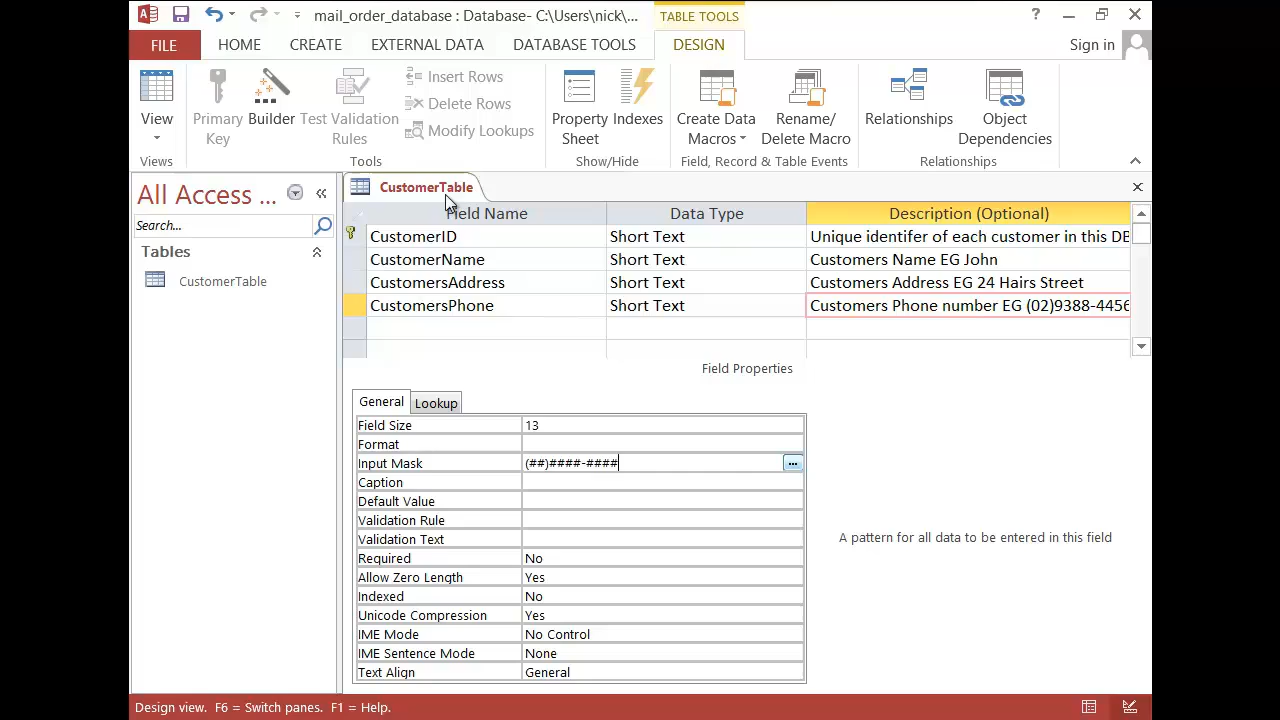 mail_order_database : Database- C:\Users\nick\...
TABLE TOOLS
?
FILE
HOME
CREATE
EXTERNAL DATA
DATABASE TOOLS
DESIGN
Sign in
View
Primary Key
Builder
Test Validation Rules
Insert Rows
Delete Rows
Modify Lookups
Property Sheet
Indexes
Create Data Macros
Rename/ Delete Macro
Relationships
Object Dependencies
Views
Tools
Show/Hide
Field, Record & Table Events
Relationships
All Access ...
Search...
Tables
CustomerTable
CustomerTable
Field Name Data Type Description (Optional)
CustomerID Short Text Unique identifer of each customer in this DB
CustomerName Short Text Customers Name EG John
CustomersAddress Short Text Customers Address EG 24 Hairs Street
CustomersPhone Short Text Customers Phone number EG (02)9388-4456
Field Properties
General Lookup
Field Size 13
Format
Input Mask (##)####-####
Caption
Default Value
Validation Rule
Validation Text
Required No
Allow Zero Length Yes
Indexed No
Unicode Compression Yes
IME Mode No Control
IME Sentence Mode None
Text Align General
A pattern for all data to be entered in this field
Design view. F6 = Switch panes. F1 = Help.